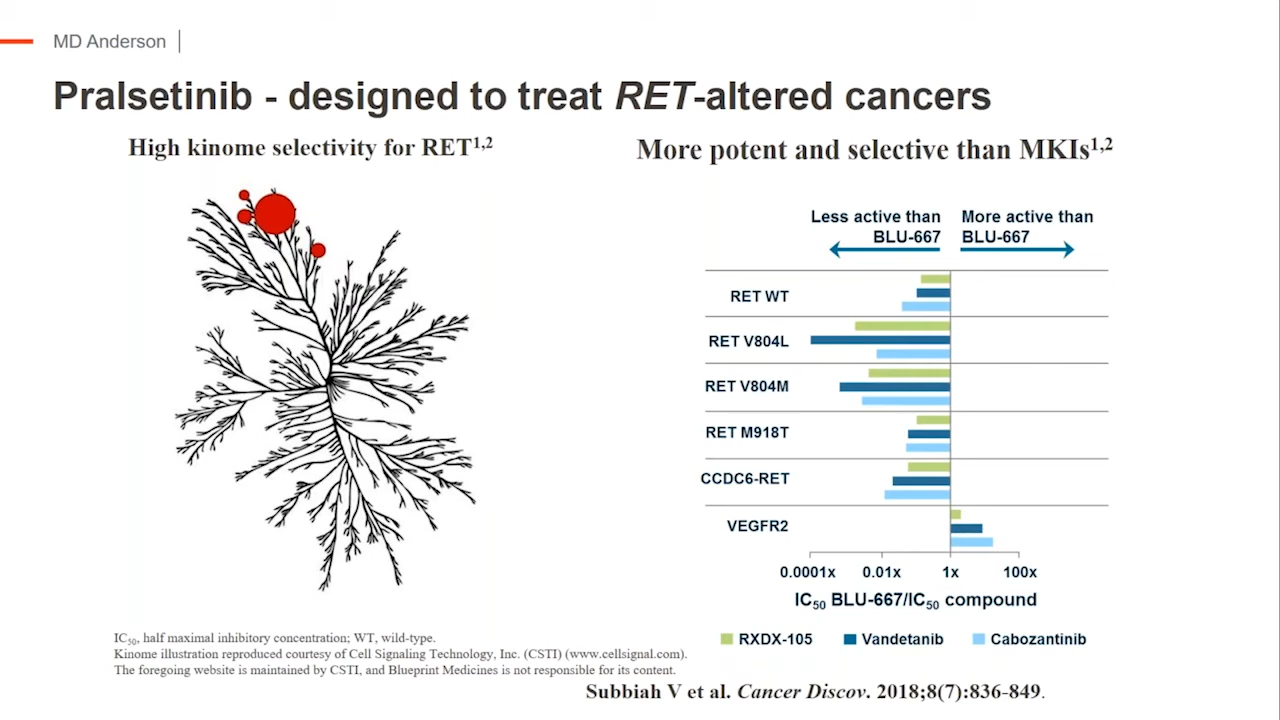 MD Anderson
Pralsetinib - designed to treat RET-altered cancers
High kinome selectivity for RET1,2
More potent and selective than MKIs1,2
Less active than BLU-667
More active than BLU-667
RET WT
RET V804L
RET V804M
RET M918T
CCDC6-RET
VEGFR2
0.0001x 0.01x 1x 100x
IC50 BLU-667/IC50 compound
RXDX-105 Vandetanib Cabozantinib
IC50, half maximal inhibitory concentration; WT, wild-type.
Kinome illustration reproduced courtesy of Cell Signaling Technology, Inc. (CSTI) (www.cellsignal.com).
The foregoing website is maintained by CSTI, and Blueprint Medicines is not responsible for its content.
Subbiah V et al. Cancer Discov. 2018;8(7):836-849.